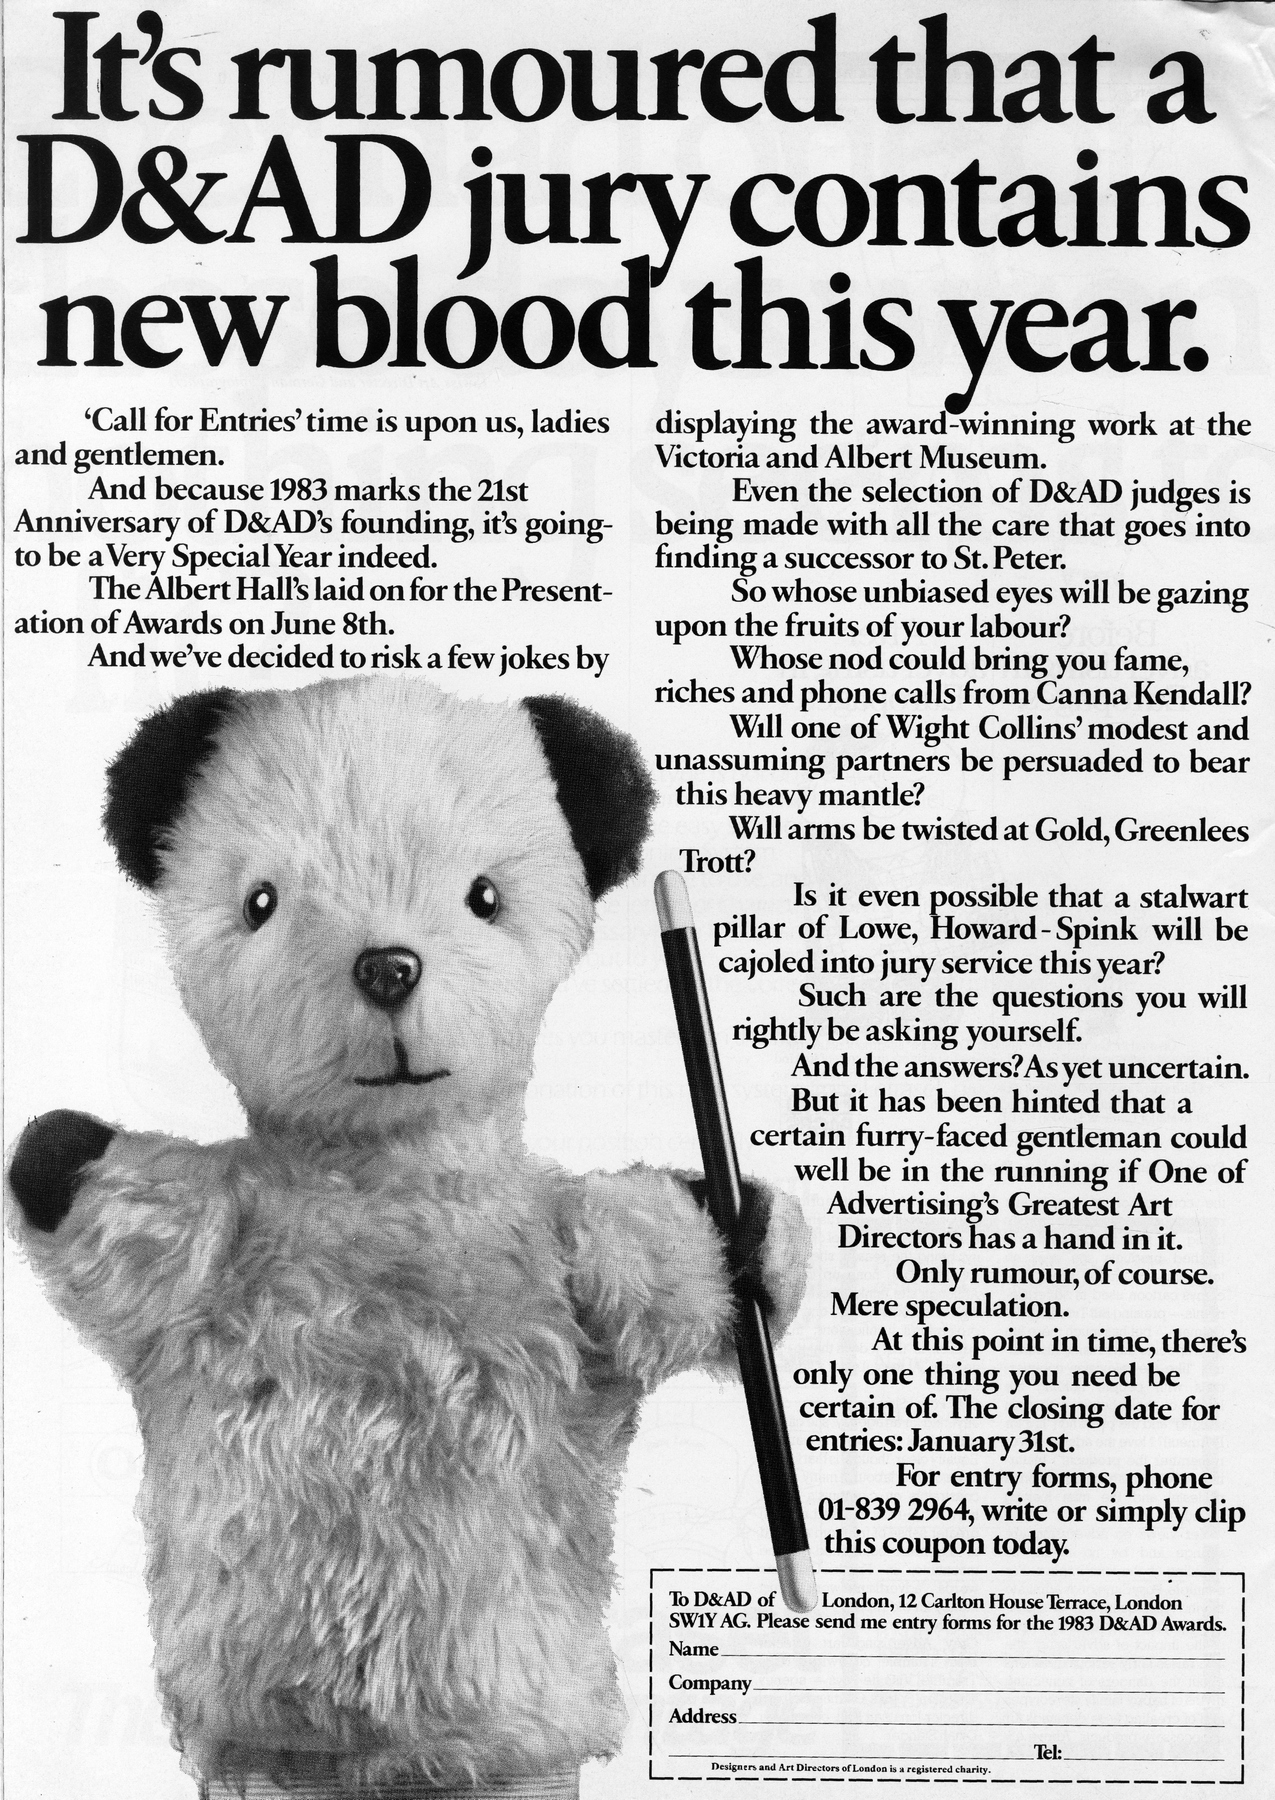 It's rumoured that a
D&AD jury contains
new blood this year.
‘Call for Entries’ time is upon us, ladies
and gentlemen.
And because 1983 marks the 21st
Anniversary of D&AD's founding, it's going-
to be a Very Special Year indeed.
The Albert Hall's laid on for the Present-
ation of Awards on June 8th.
And we've decided to risk a few jokes by
displaying the award-winning work at the
Victoria and Albert Museum.
Even the selection of D&AD judges is
being made with all the care that goes into
finding a successor to St. Peter.
So whose unbiased eyes will be gazing
upon the fruits of your labour?
Whose nod could bring you fame,
riches and phone calls from Canna Kendall?
Will one of Wight Collins' modest and
unassuming partners be persuaded to bear
this heavy mantle?
Will arms be twisted at Gold, Greenlees
Trott?
Is it even possible that a stalwart
pillar of Lowe, Howard-Spink will be
cajoled into jury service this year?
Such are the questions you will
rightly be asking yourself.
And the answers? As yet uncertain.
But it has been hinted that a
certain furry-faced gentleman could
well be in the running if One of
Advertising's Greatest Art
Directors has a hand in it.
Only rumour, of course.
Mere speculation.
At this point in time, there's
only one thing you need be
certain of. The closing date for
entries: January 31st.
For entry forms, phone
01-839 2964, write or simply clip
this coupon today.
To D&AD of London, 12 Carlton House Terrace, London
SW1Y AG. Please send me entry forms for the 1983 D&AD Awards.
Name
Company
Address
Tel:
Designers and Art Directors of London is a registered charity.